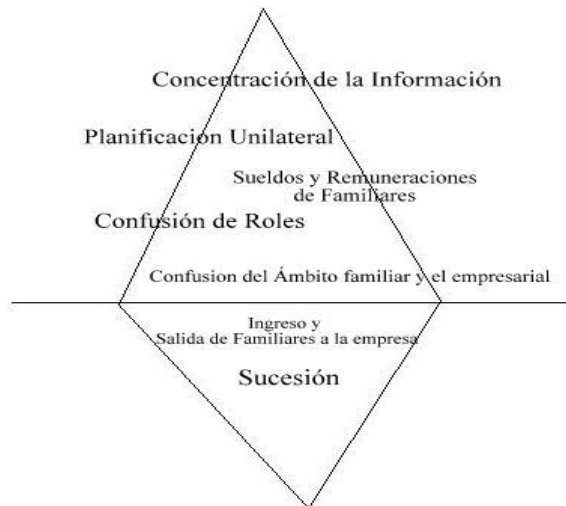 Concentración de la Información
Planificación Unilateral
Sueldos y Remuneraciones
de Familiares
Confusión de Roles
Confusion del Ámbito familiar y el empresarial
Ingreso y
Salida de Familiares a la empresa
Sucesión